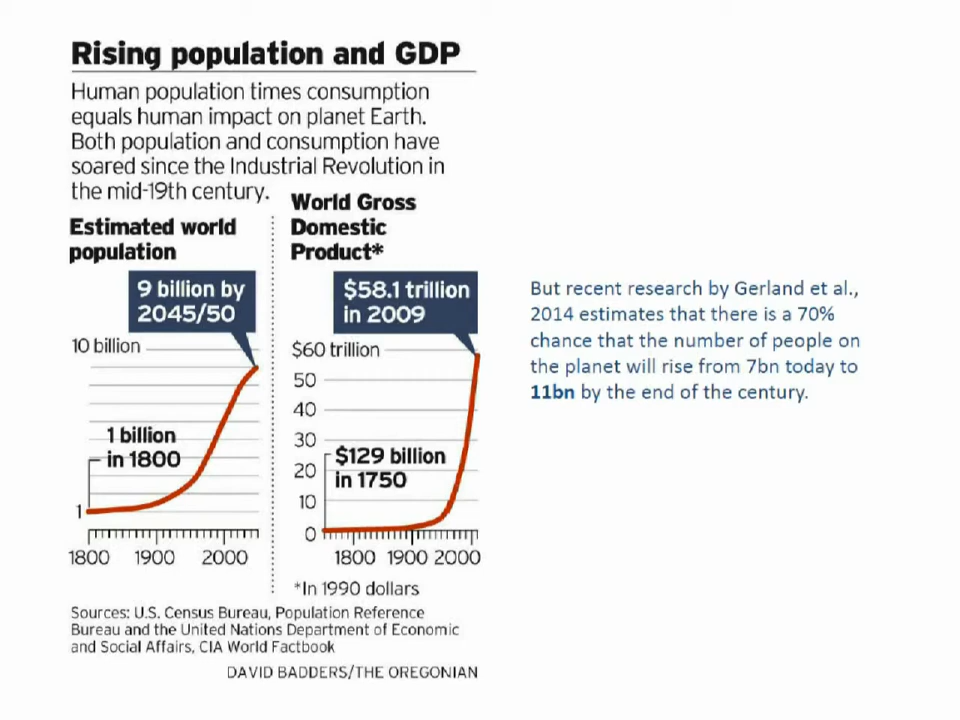 Rising population and GDP
Human population times consumption
equals human impact on planet Earth.
Both population and consumption have
soared since the Industrial Revolution in
the mid-19th century.
Estimated world
population
9 billion by
2045/50
10 billion
1 billion
in 1800
1
1800 1900 2000
World Gross
Domestic
Product*
$58.1 trillion
in 2009
$60 trillion
50
40
30
20
10
0
$129 billion
in 1750
1800 1900 2000
*In 1990 dollars
Sources: U.S. Census Bureau, Population Reference
Bureau and the United Nations Department of Economic
and Social Affairs, CIA World Factbook
DAVID BADDERS/THE OREGONIAN
But recent research by Gerland et al.,
2014 estimates that there is a 70%
chance that the number of people on
the planet will rise from 7bn today to
11bn by the end of the century.